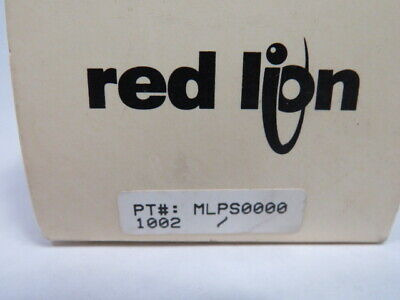 red lion
PT#: MLPS0000
1002 /